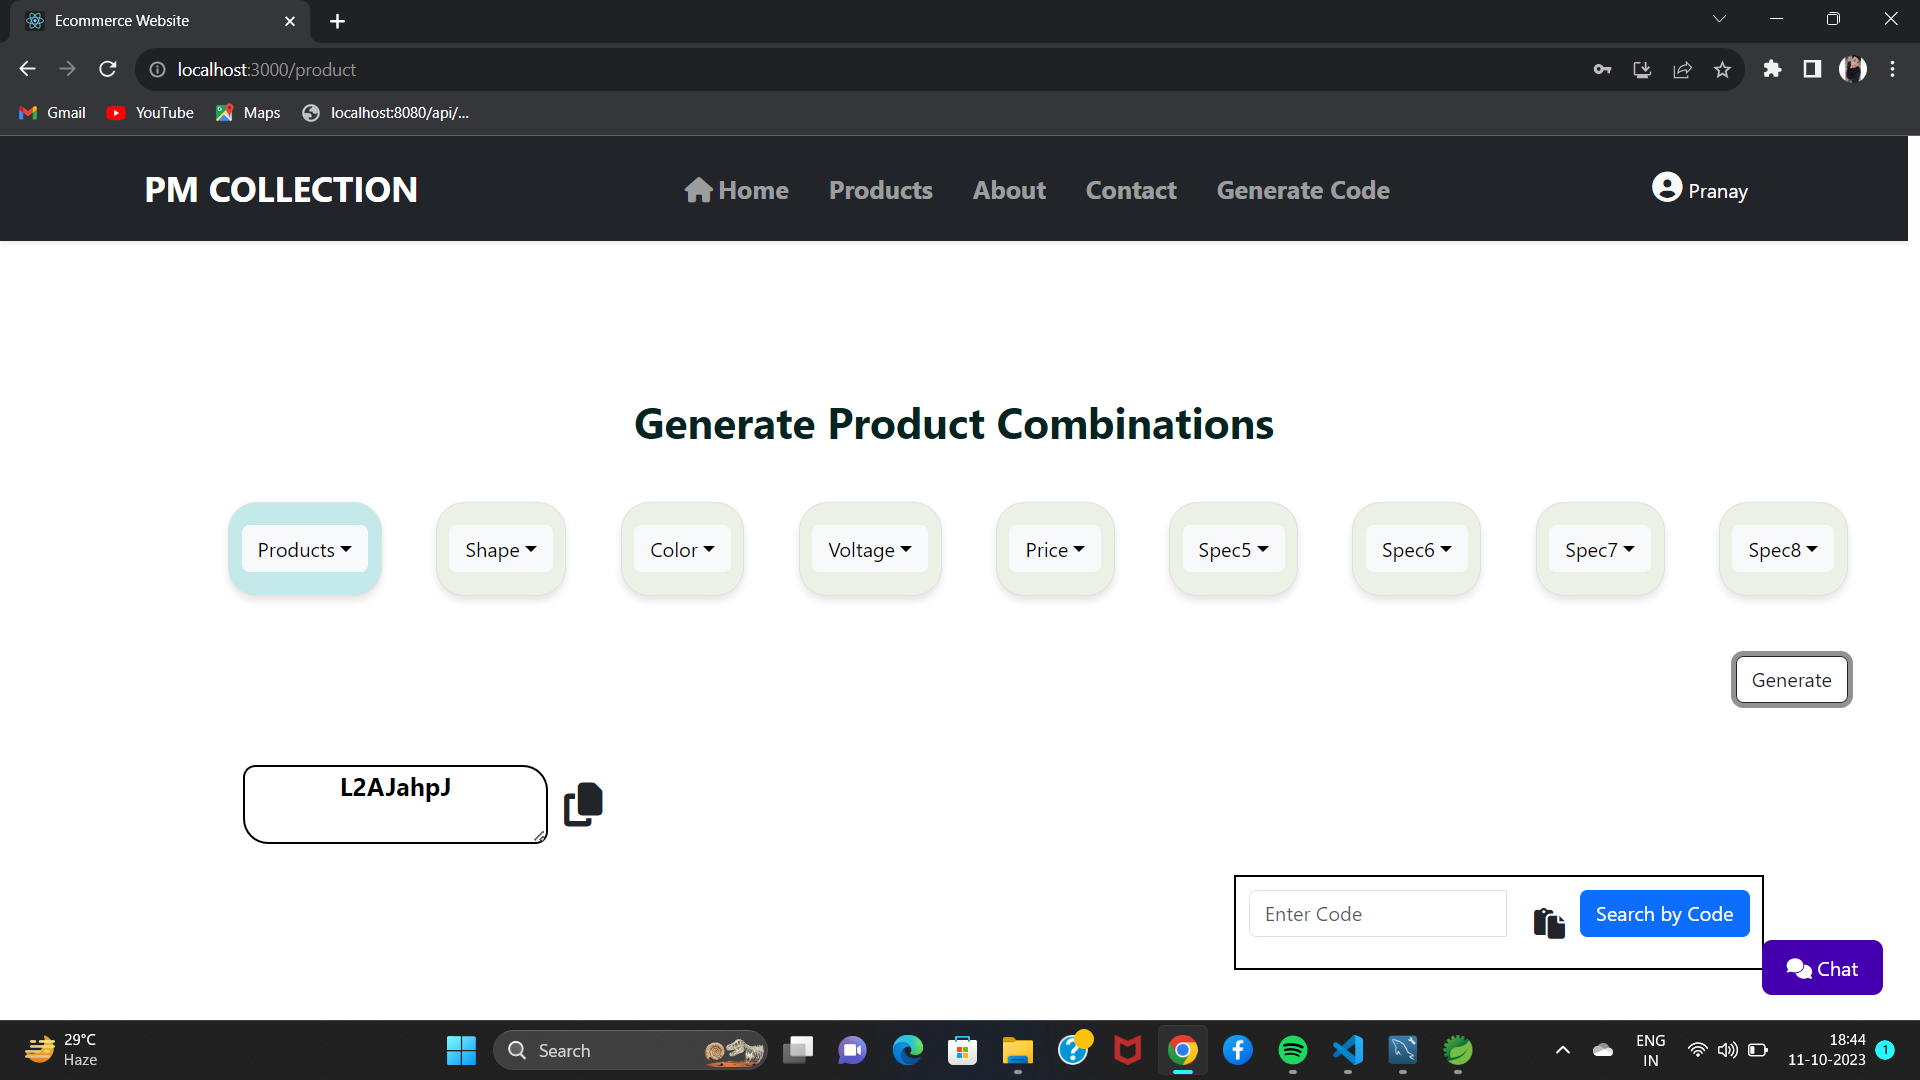 Ecommerce Website
localhost:3000/product
Gmail
YouTube
Maps
localhost:8080/api/...
PM COLLECTION
Home
Products
About
Contact
Generate Code
Pranay
Generate Product Combinations
Products
Shape
Color
Voltage
Price
Spec5
Spec6
Spec7
Spec8
Generate
L2AJahpJ
Enter Code
Search by Code
Chat
29°C
Haze
Search
ENG
IN
18:44
11-10-2023
1